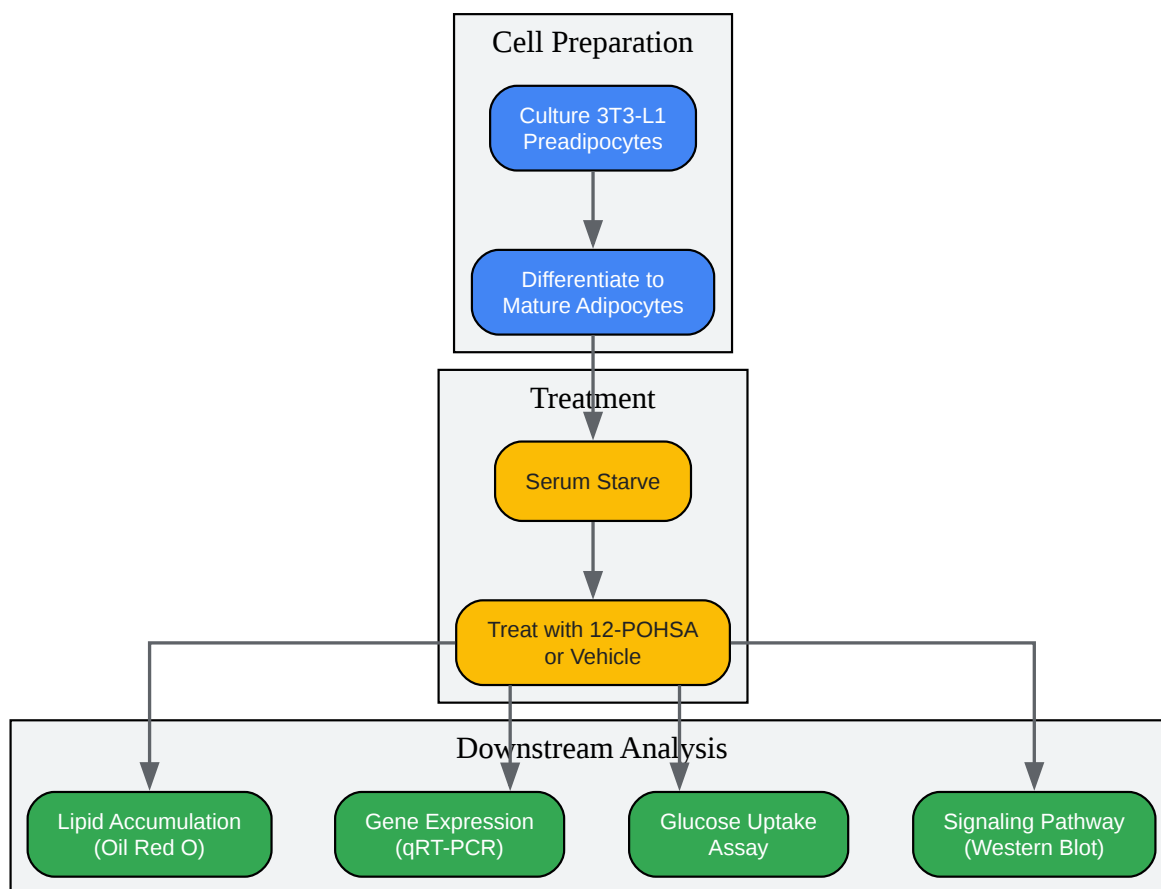 Cell Preparation
Culture 3T3-L1
Preadipocytes
Differentiate to
Mature Adipocytes
Treatment
Serum Starve
Treat with 12-POHSA
or Vehicle
Downstream Analysis
Lipid Accumulation
(Oil Red O)
Gene Expression
(qRT-PCR)
Glucose Uptake
Assay
Signaling Pathway
(Western Blot)